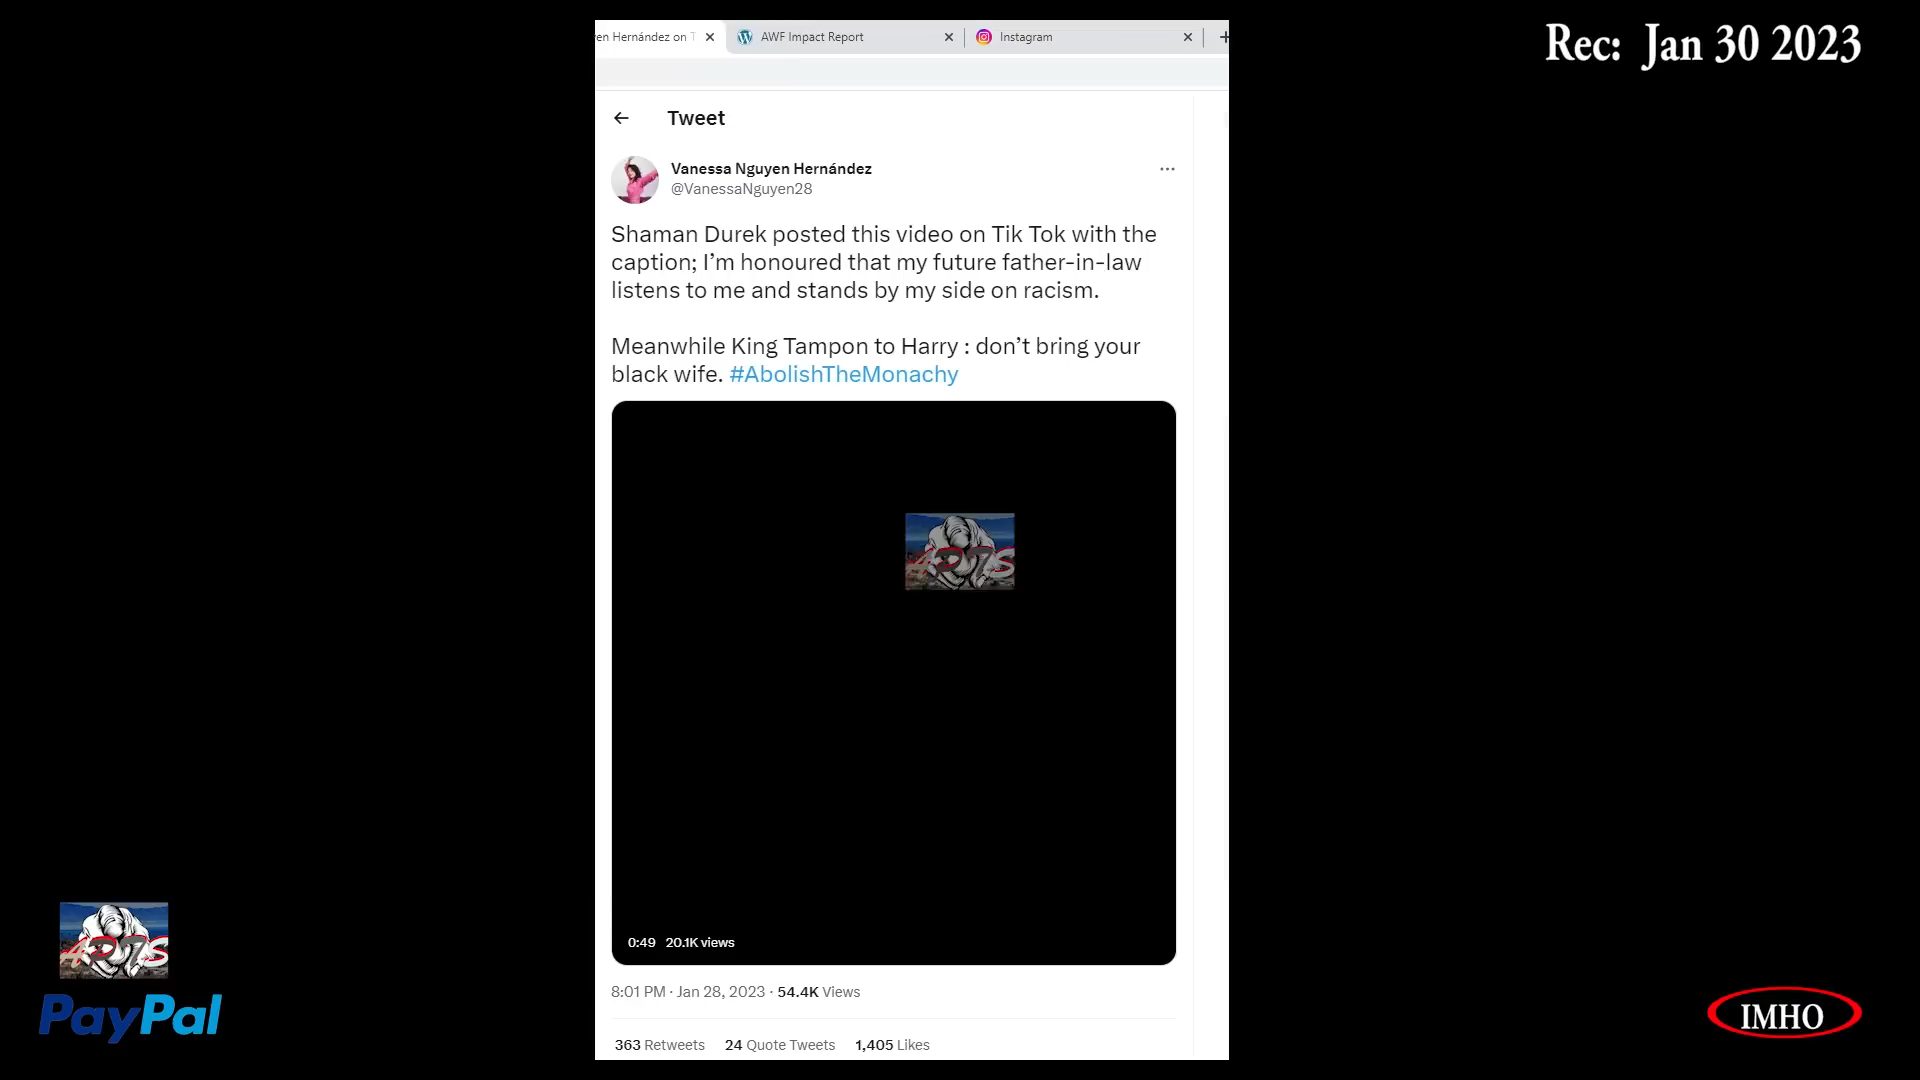 en Hernández on T
AWF Impact Report
Instagram
Rec: Jan 30 2023
Tweet
Vanessa Nguyen Hernández
@VanessaNguyen28
Shaman Durek posted this video on Tik Tok with the
caption; I’m honoured that my future father-in-law
listens to me and stands by my side on racism.
Meanwhile King Tampon to Harry : don’t bring your
black wife. #AbolishTheMonachy
0:49 20.1K views
8:01 PM · Jan 28, 2023 · 54.4K Views
363 Retweets 24 Quote Tweets 1,405 Likes
PayPal
IMHO